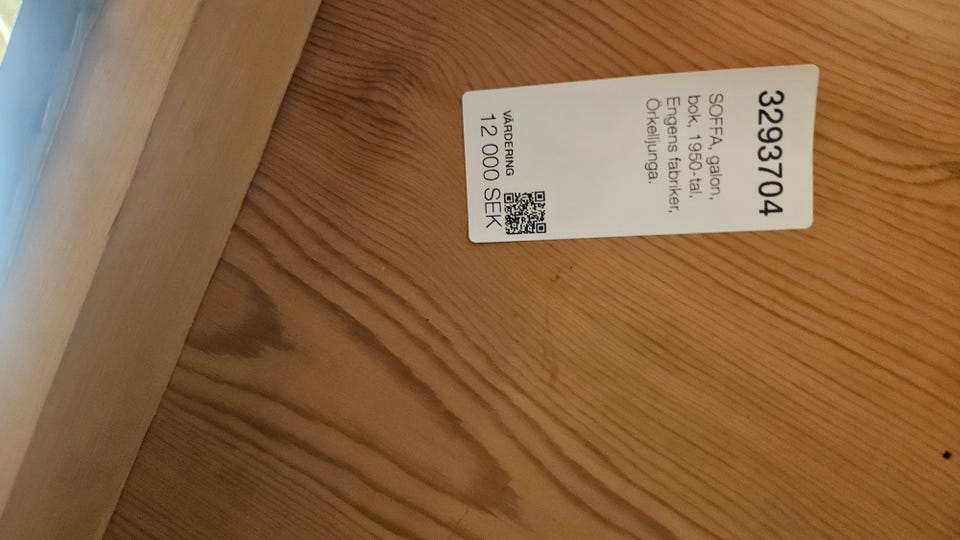 3293704
SOFFA, galon,
bok, 1950-tal,
Engens fabriker,
Örkelljunga.
VÄRDERING
12 000 SEK